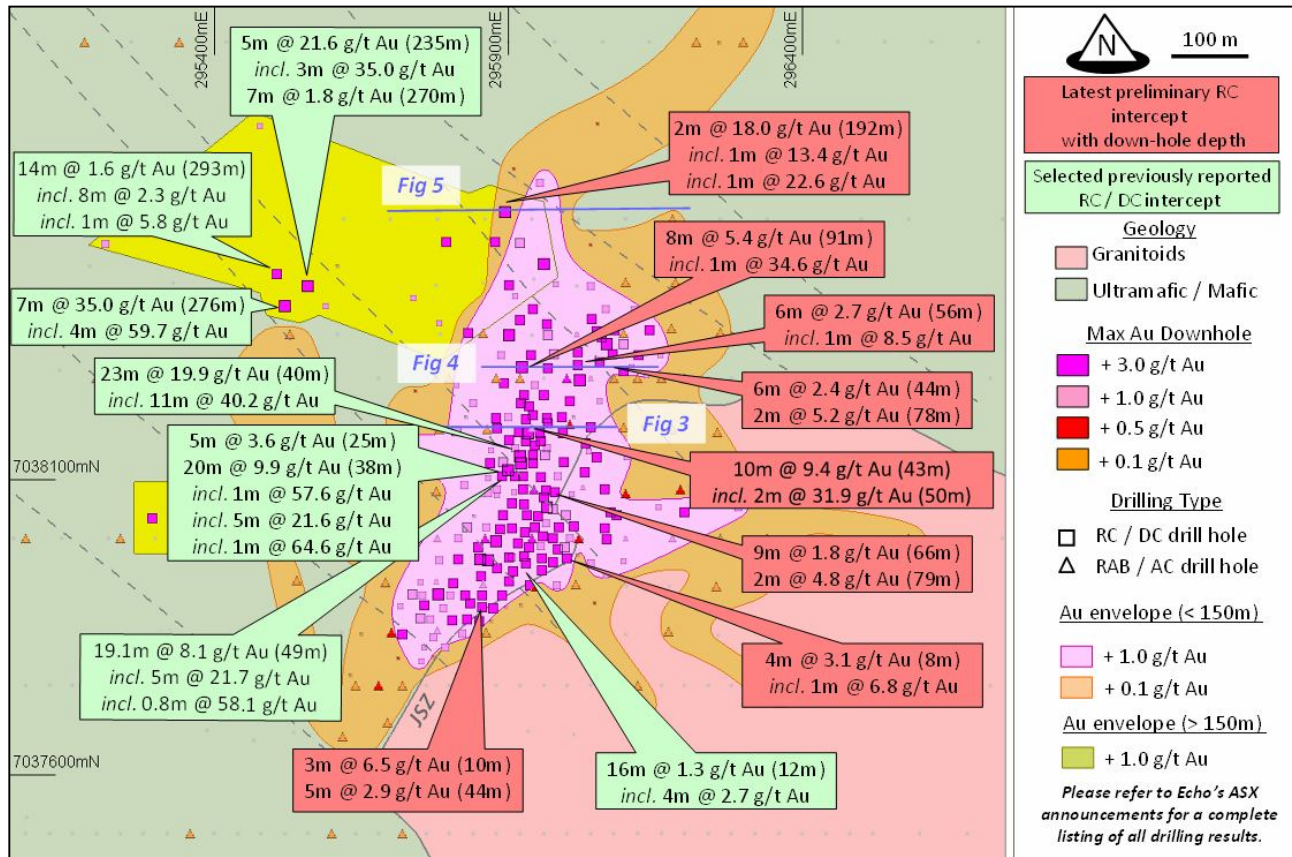 295400mE
295900mE
296400mE
5m @ 21.6 g/t Au (235m)
incl. 3m @ 35.0 g/t Au
7m @ 1.8 g/t Au (270m)
14m @ 1.6 g/t Au (293m)
incl. 8m @ 2.3 g/t Au
incl. 1m @ 5.8 g/t Au
7m @ 35.0 g/t Au (276m)
incl. 4m @ 59.7 g/t Au
2m @ 18.0 g/t Au (192m)
incl. 1m @ 13.4 g/t Au
incl. 1m @ 22.6 g/t Au
Fig 5
8m @ 5.4 g/t Au (91m)
incl. 1m @ 34.6 g/t Au
6m @ 2.7 g/t Au (56m)
incl. 1m @ 8.5 g/t Au
Fig 4
23m @ 19.9 g/t Au (40m)
incl. 11m @ 40.2 g/t Au
6m @ 2.4 g/t Au (44m)
2m @ 5.2 g/t Au (78m)
Fig 3
5m @ 3.6 g/t Au (25m)
20m @ 9.9 g/t Au (38m)
incl. 1m @ 57.6 g/t Au
incl. 5m @ 21.6 g/t Au
incl. 1m @ 64.6 g/t Au
7038100mN
10m @ 9.4 g/t Au (43m)
incl. 2m @ 31.9 g/t Au (50m)
9m @ 1.8 g/t Au (66m)
2m @ 4.8 g/t Au (79m)
19.1m @ 8.1 g/t Au (49m)
incl. 5m @ 21.7 g/t Au
incl. 0.8m @ 58.1 g/t Au
4m @ 3.1 g/t Au (8m)
incl. 1m @ 6.8 g/t Au
JSZ
7037600mN
3m @ 6.5 g/t Au (10m)
5m @ 2.9 g/t Au (44m)
16m @ 1.3 g/t Au (12m)
incl. 4m @ 2.7 g/t Au
N
100 m
Latest preliminary RC
intercept
with down-hole depth
Selected previously reported
RC / DC intercept
Geology
Granitoids
Ultramafic / Mafic
Max Au Downhole
+ 3.0 g/t Au
+ 1.0 g/t Au
+ 0.5 g/t Au
+ 0.1 g/t Au
Drilling Type
RC / DC drill hole
RAB / AC drill hole
Au envelope (< 150m)
+ 1.0 g/t Au
+ 0.1 g/t Au
Au envelope (> 150m)
+ 1.0 g/t Au
Please refer to Echo's ASX
announcements for a complete
listing of all drilling results.